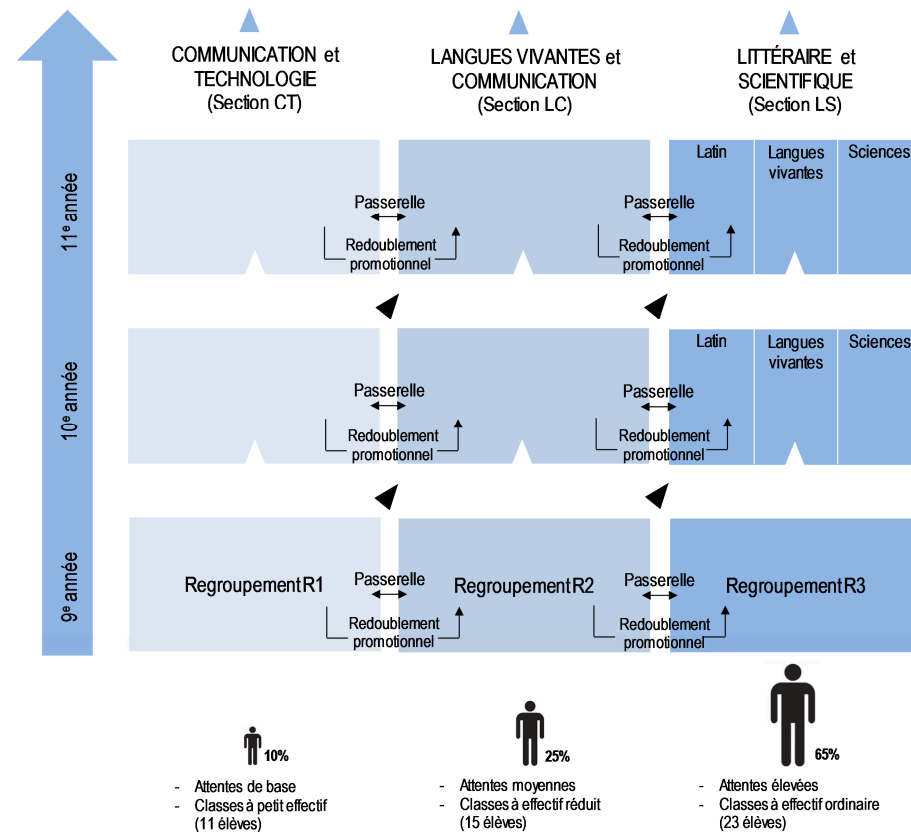 COMMUNICATION et
TECHNOLOGIE
(Section CT)
LANGUES VIVANTES et
COMMUNICATION
(Section LC)
LITTÉRAIRE et
SCIENTIFIQUE
(Section LS)
11e année
Latin
Langues
vivantes
Sciences
Passerelle
Redoublement
promotionnel
Passerelle
Redoublement
promotionnel
10e année
Latin
Langues
vivantes
Sciences
Passerelle
Redoublement
promotionnel
Passerelle
Redoublement
promotionnel
9e année
Regroupement R1
Passerelle
Redoublement
promotionnel
Regroupement R2
Passerelle
Redoublement
promotionnel
Regroupement R3
10%
- Attentes de base
- Classes à petit effectif
(11 élèves)
25%
- Attentes moyennes
- Classes à effectif réduit
(15 élèves)
65%
- Attentes élevées
- Classes à effectif ordinaire
(23 élèves)